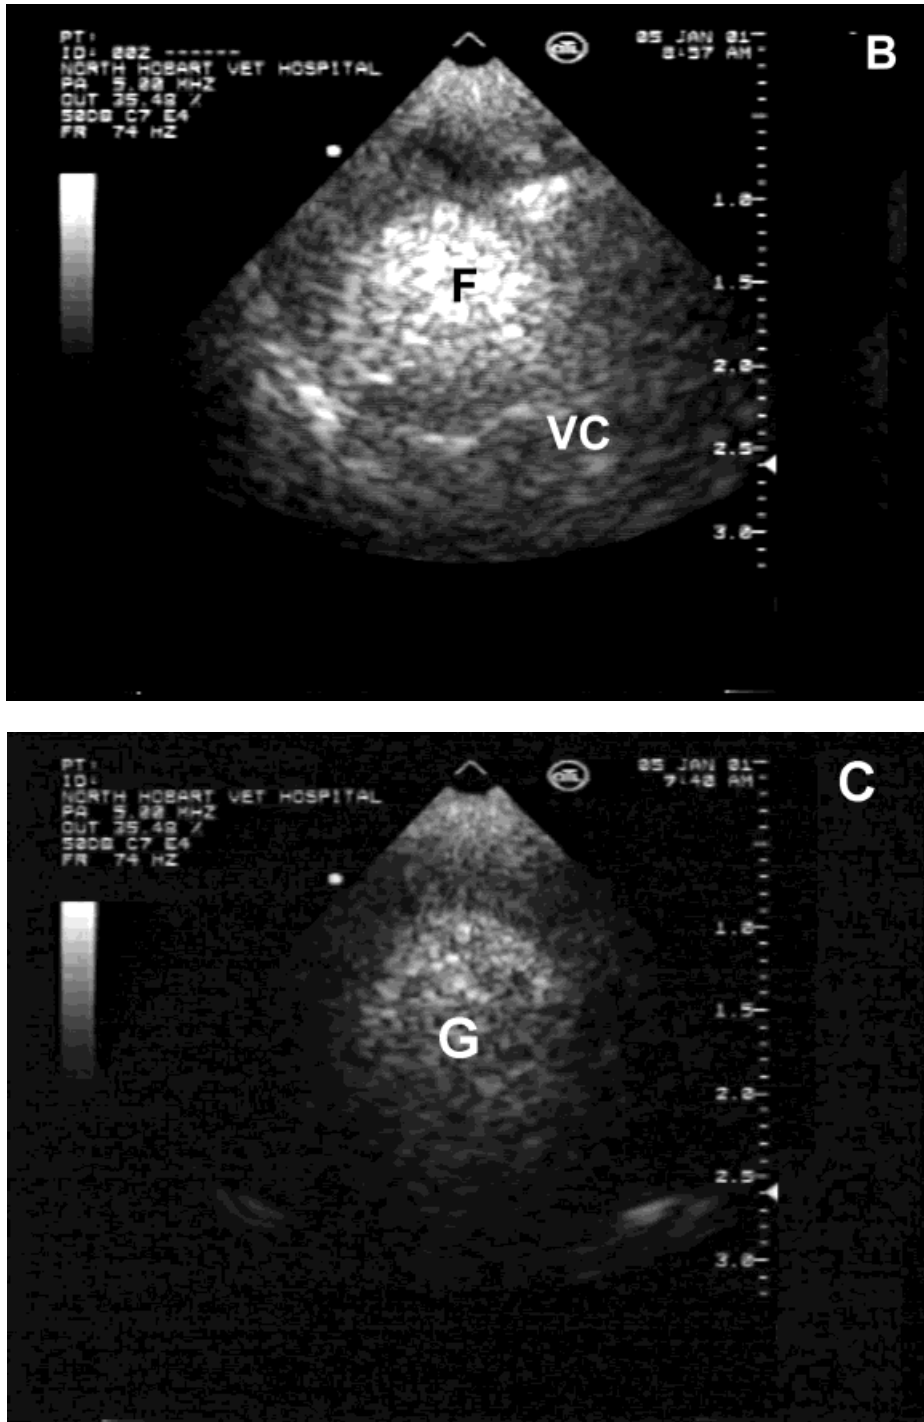 PT:
ID: 002 ------
NORTH HOBART VET HOSPITAL
PA 5.00 MHZ
OUT 35.48 %
50DB C7 E4
FR 74 HZ
ATL
05 JAN 01
8:57 AM
B
1.0
F
1.5
2.0
VC
2.5
3.0
PT:
ID:
NORTH HOBART VET HOSPITAL
PA 5.00 MHZ
OUT 35.48 %
50DB C7 E4
FR 74 HZ
ATL
05 JAN 01
7:40 AM
C
1.0
1.5
G
2.0
2.5
3.0